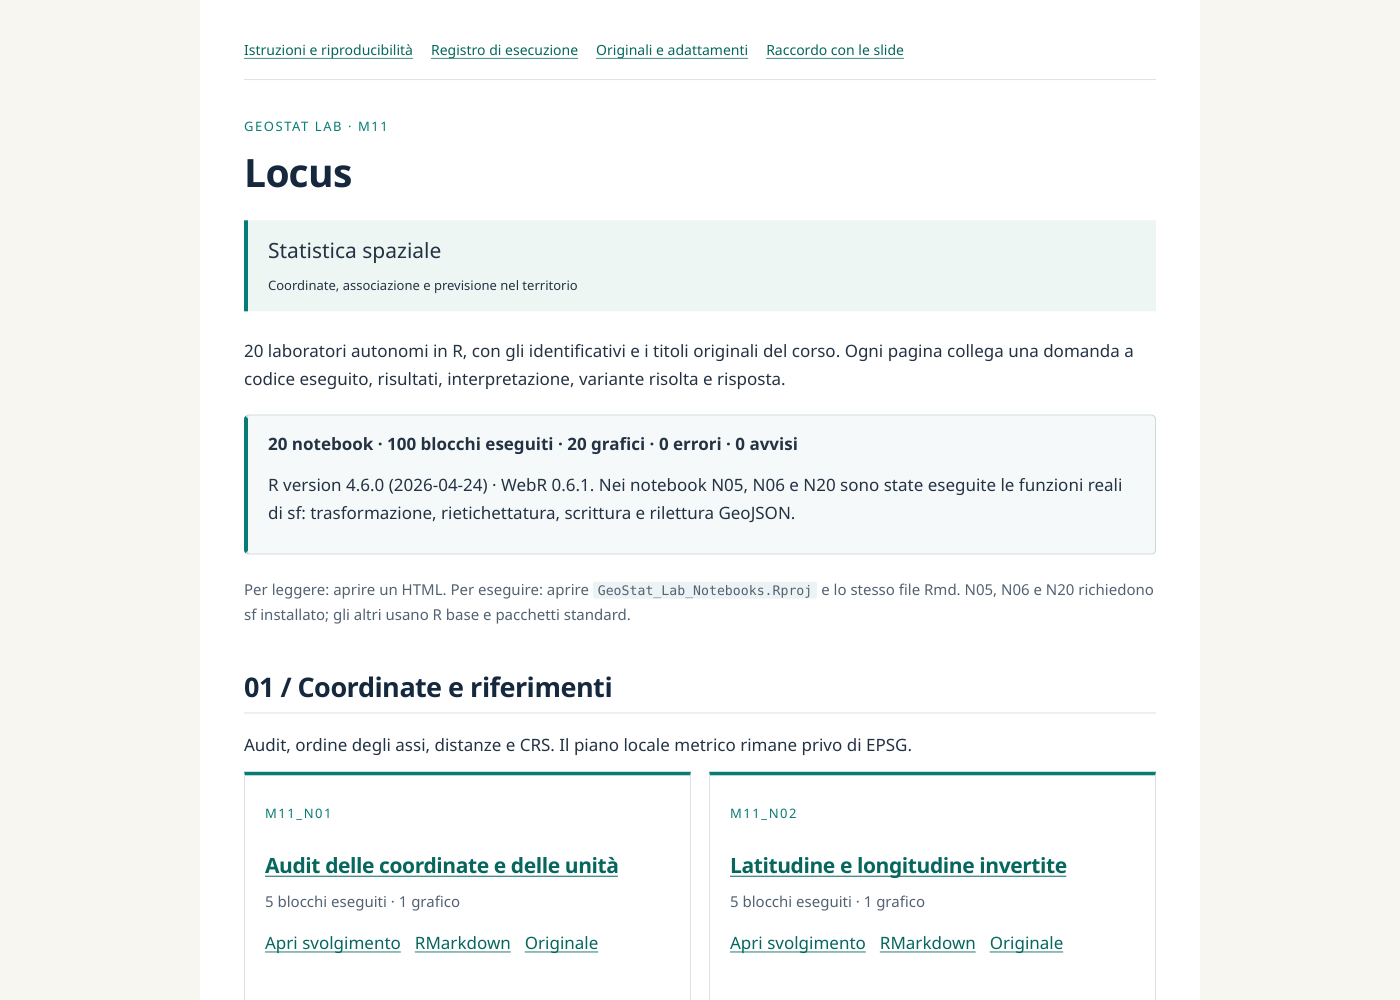 Istruzioni e riproducibilità Registro di esecuzione Originali e adattamenti Raccordo con le slide
GEOSTAT LAB · M11
Locus
Statistica spaziale
Coordinate, associazione e previsione nel territorio
20 laboratori autonomi in R, con gli identificativi e i titoli originali del corso. Ogni pagina collega una domanda a
codice eseguito, risultati, interpretazione, variante risolta e risposta.
20 notebook · 100 blocchi eseguiti · 20 grafici · 0 errori · 0 avvisi
R version 4.6.0 (2026-04-24) · WebR 0.6.1. Nei notebook N05, N06 e N20 sono state eseguite le funzioni reali
di sf: trasformazione, rietichettatura, scrittura e rilettura GeoJSON.
Per leggere: aprire un HTML. Per eseguire: aprire GeoStat_Lab_Notebooks.Rproj e lo stesso file Rmd. N05, N06 e N20 richiedono
sf installato; gli altri usano R base e pacchetti standard.
01 / Coordinate e riferimenti
Audit, ordine degli assi, distanze e CRS. Il piano locale metrico rimane privo di EPSG.
M11_N01
Audit delle coordinate e delle unità
5 blocchi eseguiti · 1 grafico
Apri svolgimento RMarkdown Originale
M11_N02
Latitudine e longitudine invertite
5 blocchi eseguiti · 1 grafico
Apri svolgimento RMarkdown Originale